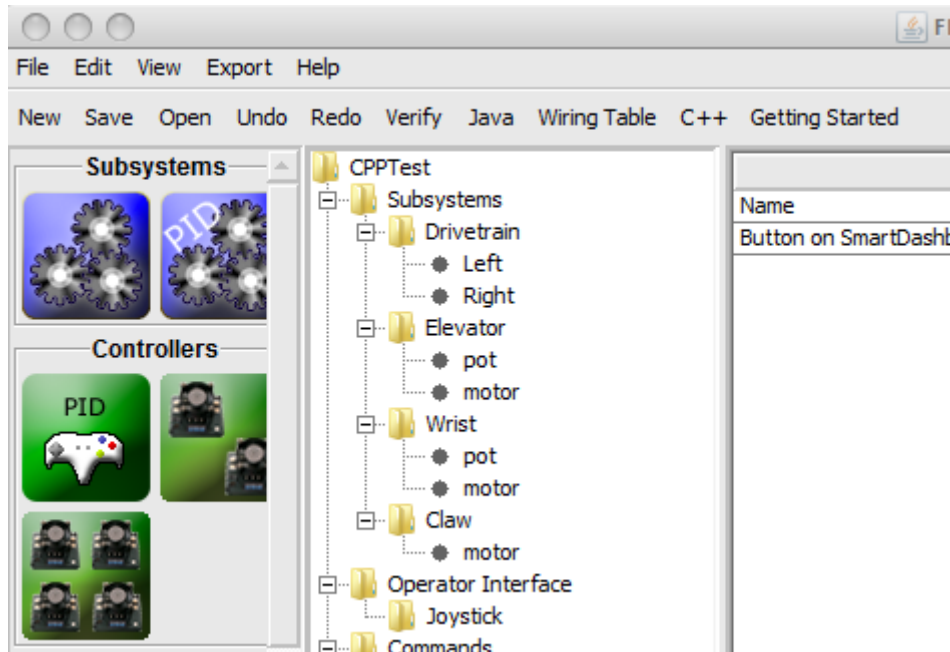 FI
File Edit View Export Help
New Save Open Undo Redo Verify Java Wiring Table C++ Getting Started
Subsystems
PID
Controllers
PID
CPPTest
Subsystems
Drivetrain
Left
Right
Elevator
pot
motor
Wrist
pot
motor
Claw
motor
Operator Interface
Joystick
Commands
Name
Button on SmartDashb